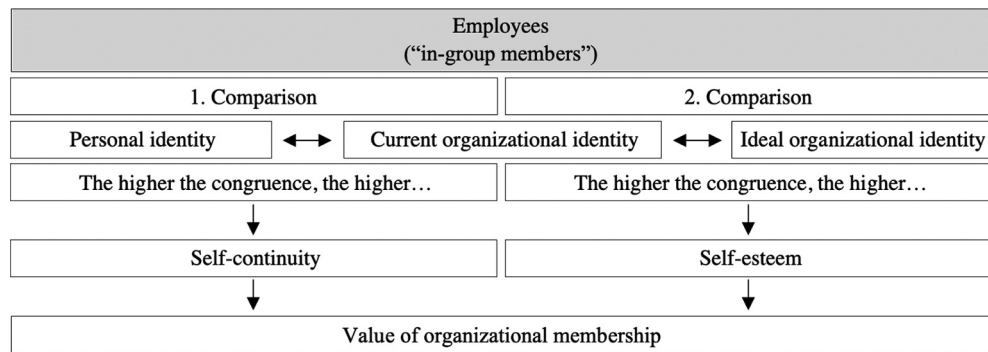 Employees
(“in-group members”)
1. Comparison
2. Comparison
Personal identity
Current organizational identity
Ideal organizational identity
The higher the congruence, the higher…
The higher the congruence, the higher…
Self-continuity
Self-esteem
Value of organizational membership